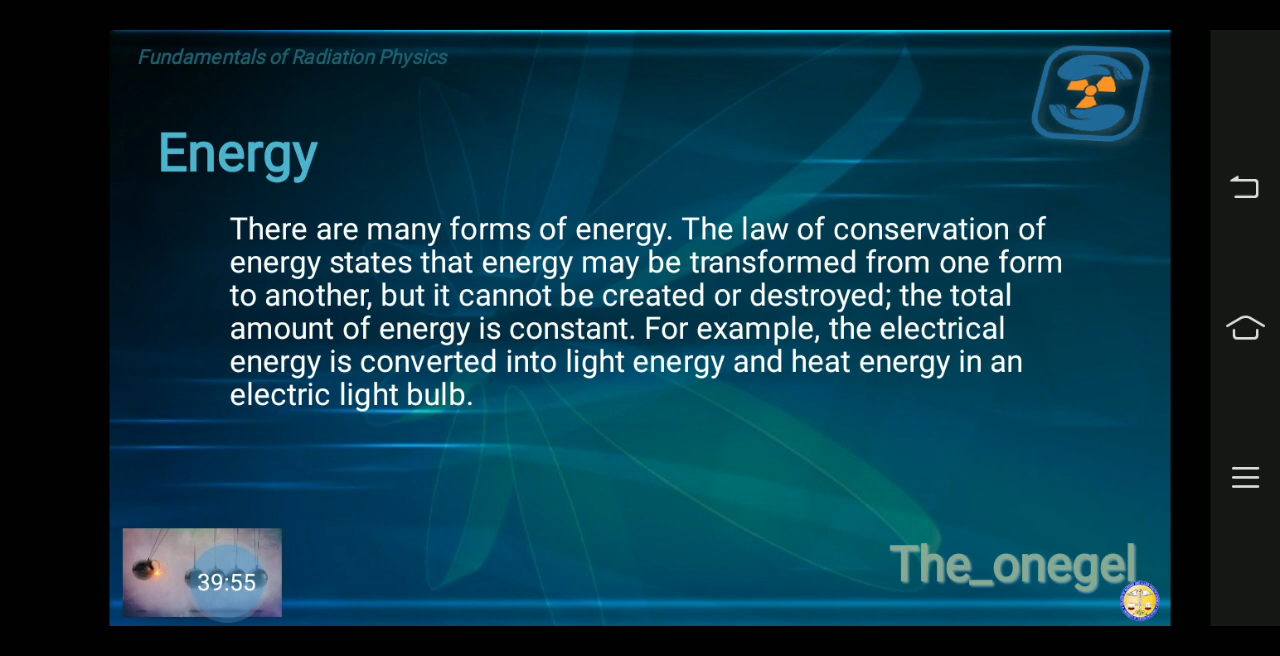 Fundamentals of Radiation Physics
Energy
There are many forms of energy. The law of conservation of
energy states that energy may be transformed from one form
to another, but it cannot be created or destroyed; the total
amount of energy is constant. For example, the electrical
energy is converted into light energy and heat energy in an
electric light bulb.
39:55
The_onegel